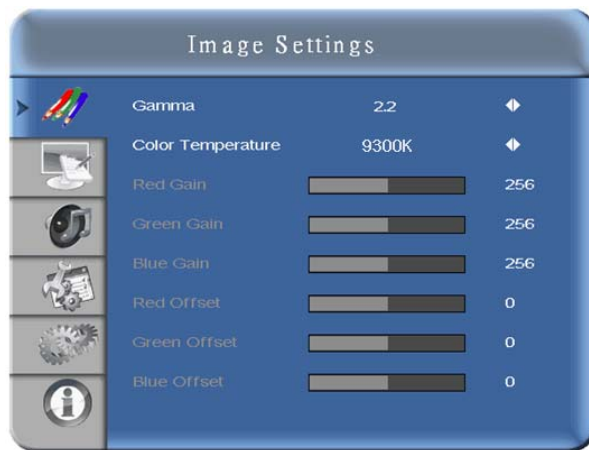 Image Settings
Gamma 2.2
Color Temperature 9300K
Red Gain 256
Green Gain 256
Blue Gain 256
Red Offset 0
Green Offset 0
Blue Offset 0